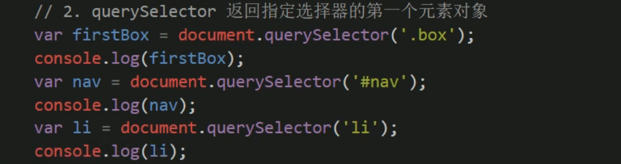 // 2. querySelector 返回指定选择器的第一个元素对象
var firstBox = document.querySelector('.box');
console.log(firstBox);
var nav = document.querySelector('#nav');
console.log(nav);
var li = document.querySelector('li');
console.log(li);